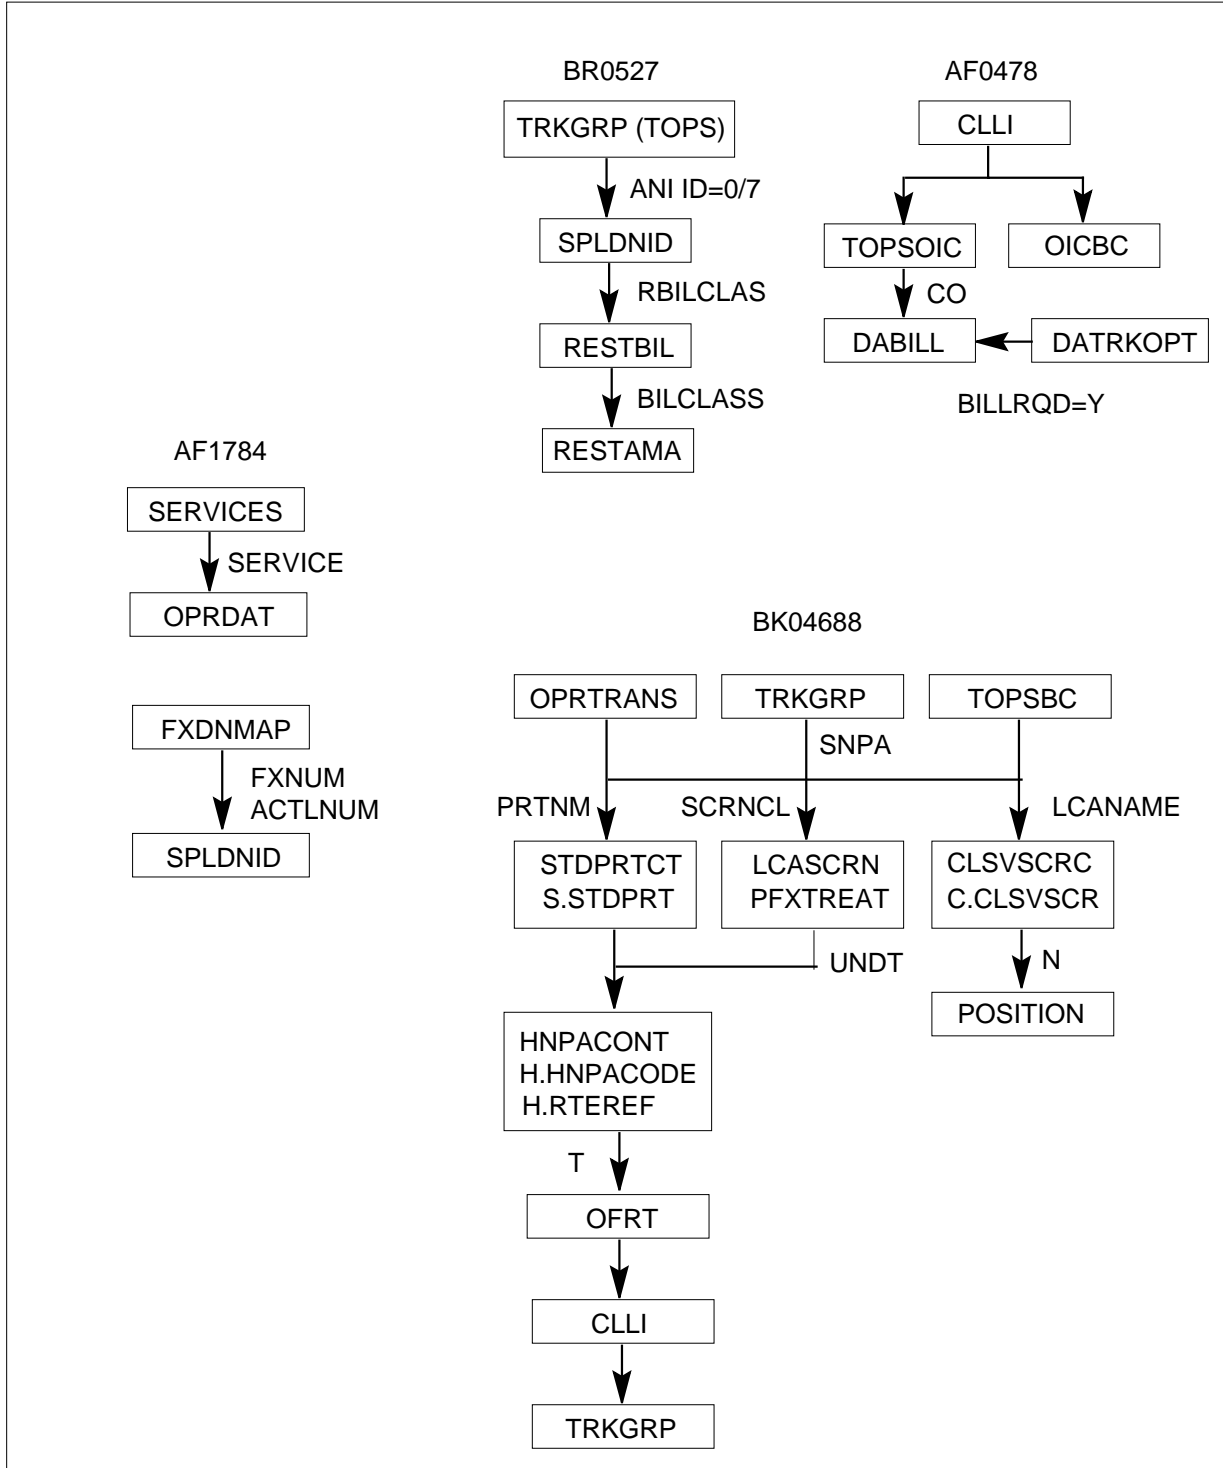 BR0527
TRKGRP (TOPS)
ANI ID=0/7
SPLDNID
RBILCLAS
RESTBIL
BILCLASS
RESTAMA
AF0478
CLLI
TOPSOIC
OICBC
CO
DABILL
DATRKOPT
BILLRQD=Y
AF1784
SERVICES
SERVICE
OPRDAT
FXDNMAP
FXNUM
ACTLNUM
SPLDNID
BK04688
OPRTRANS
TRKGRP
TOPSBC
SNPA
PRTNM
SCRNCL
LCANAME
STDPRTCT
S.STDPRT
LCASCRN
PFXTREAT
CLSVSCRC
C.CLSVSCR
UNDT
N
POSITION
HNPACONT
H.HNPACODE
H.RTEREF
T
OFRT
CLLI
TRKGRP